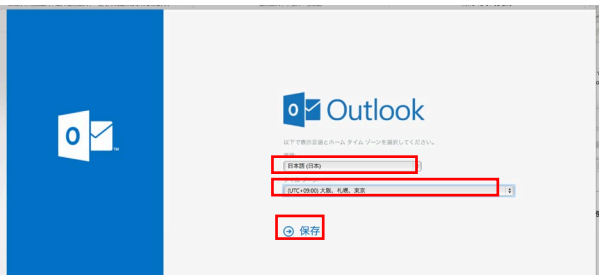 Outlook
以下で表示言語とホーム タイム ゾーンを選択してください。
日本語 (日本)
(UTC+09:00) 大阪、札幌、東京
保存